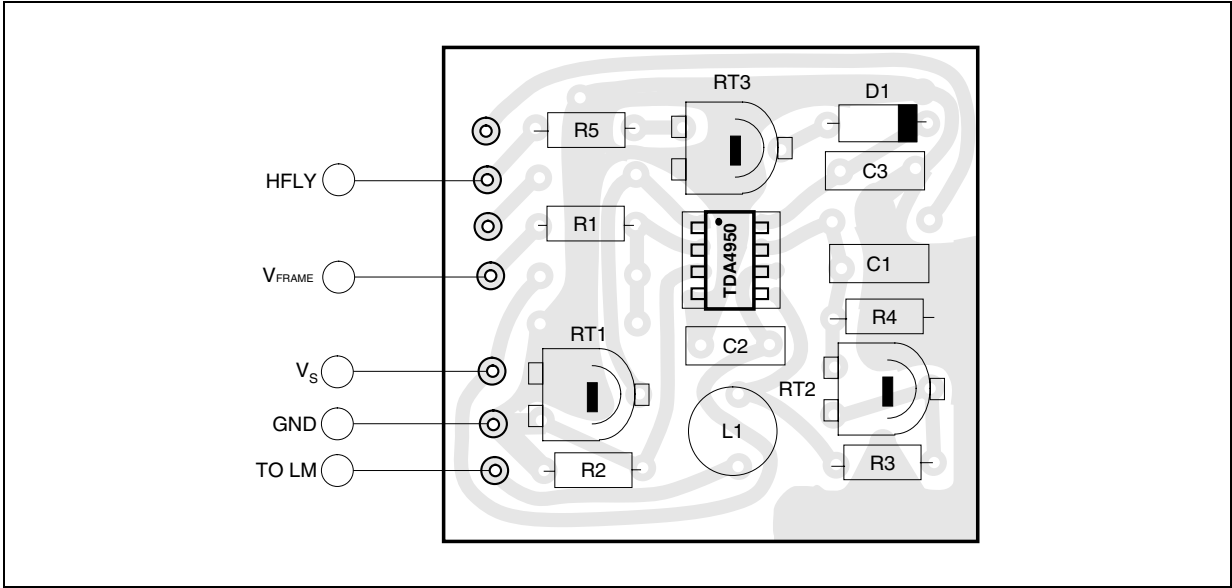 RT3
D1
R5
HFLY
C3
R1
TDA4950
VFRAME
C1
R4
RT1
C2
VS
RT2
GND
L1
TO LM
R2
R3